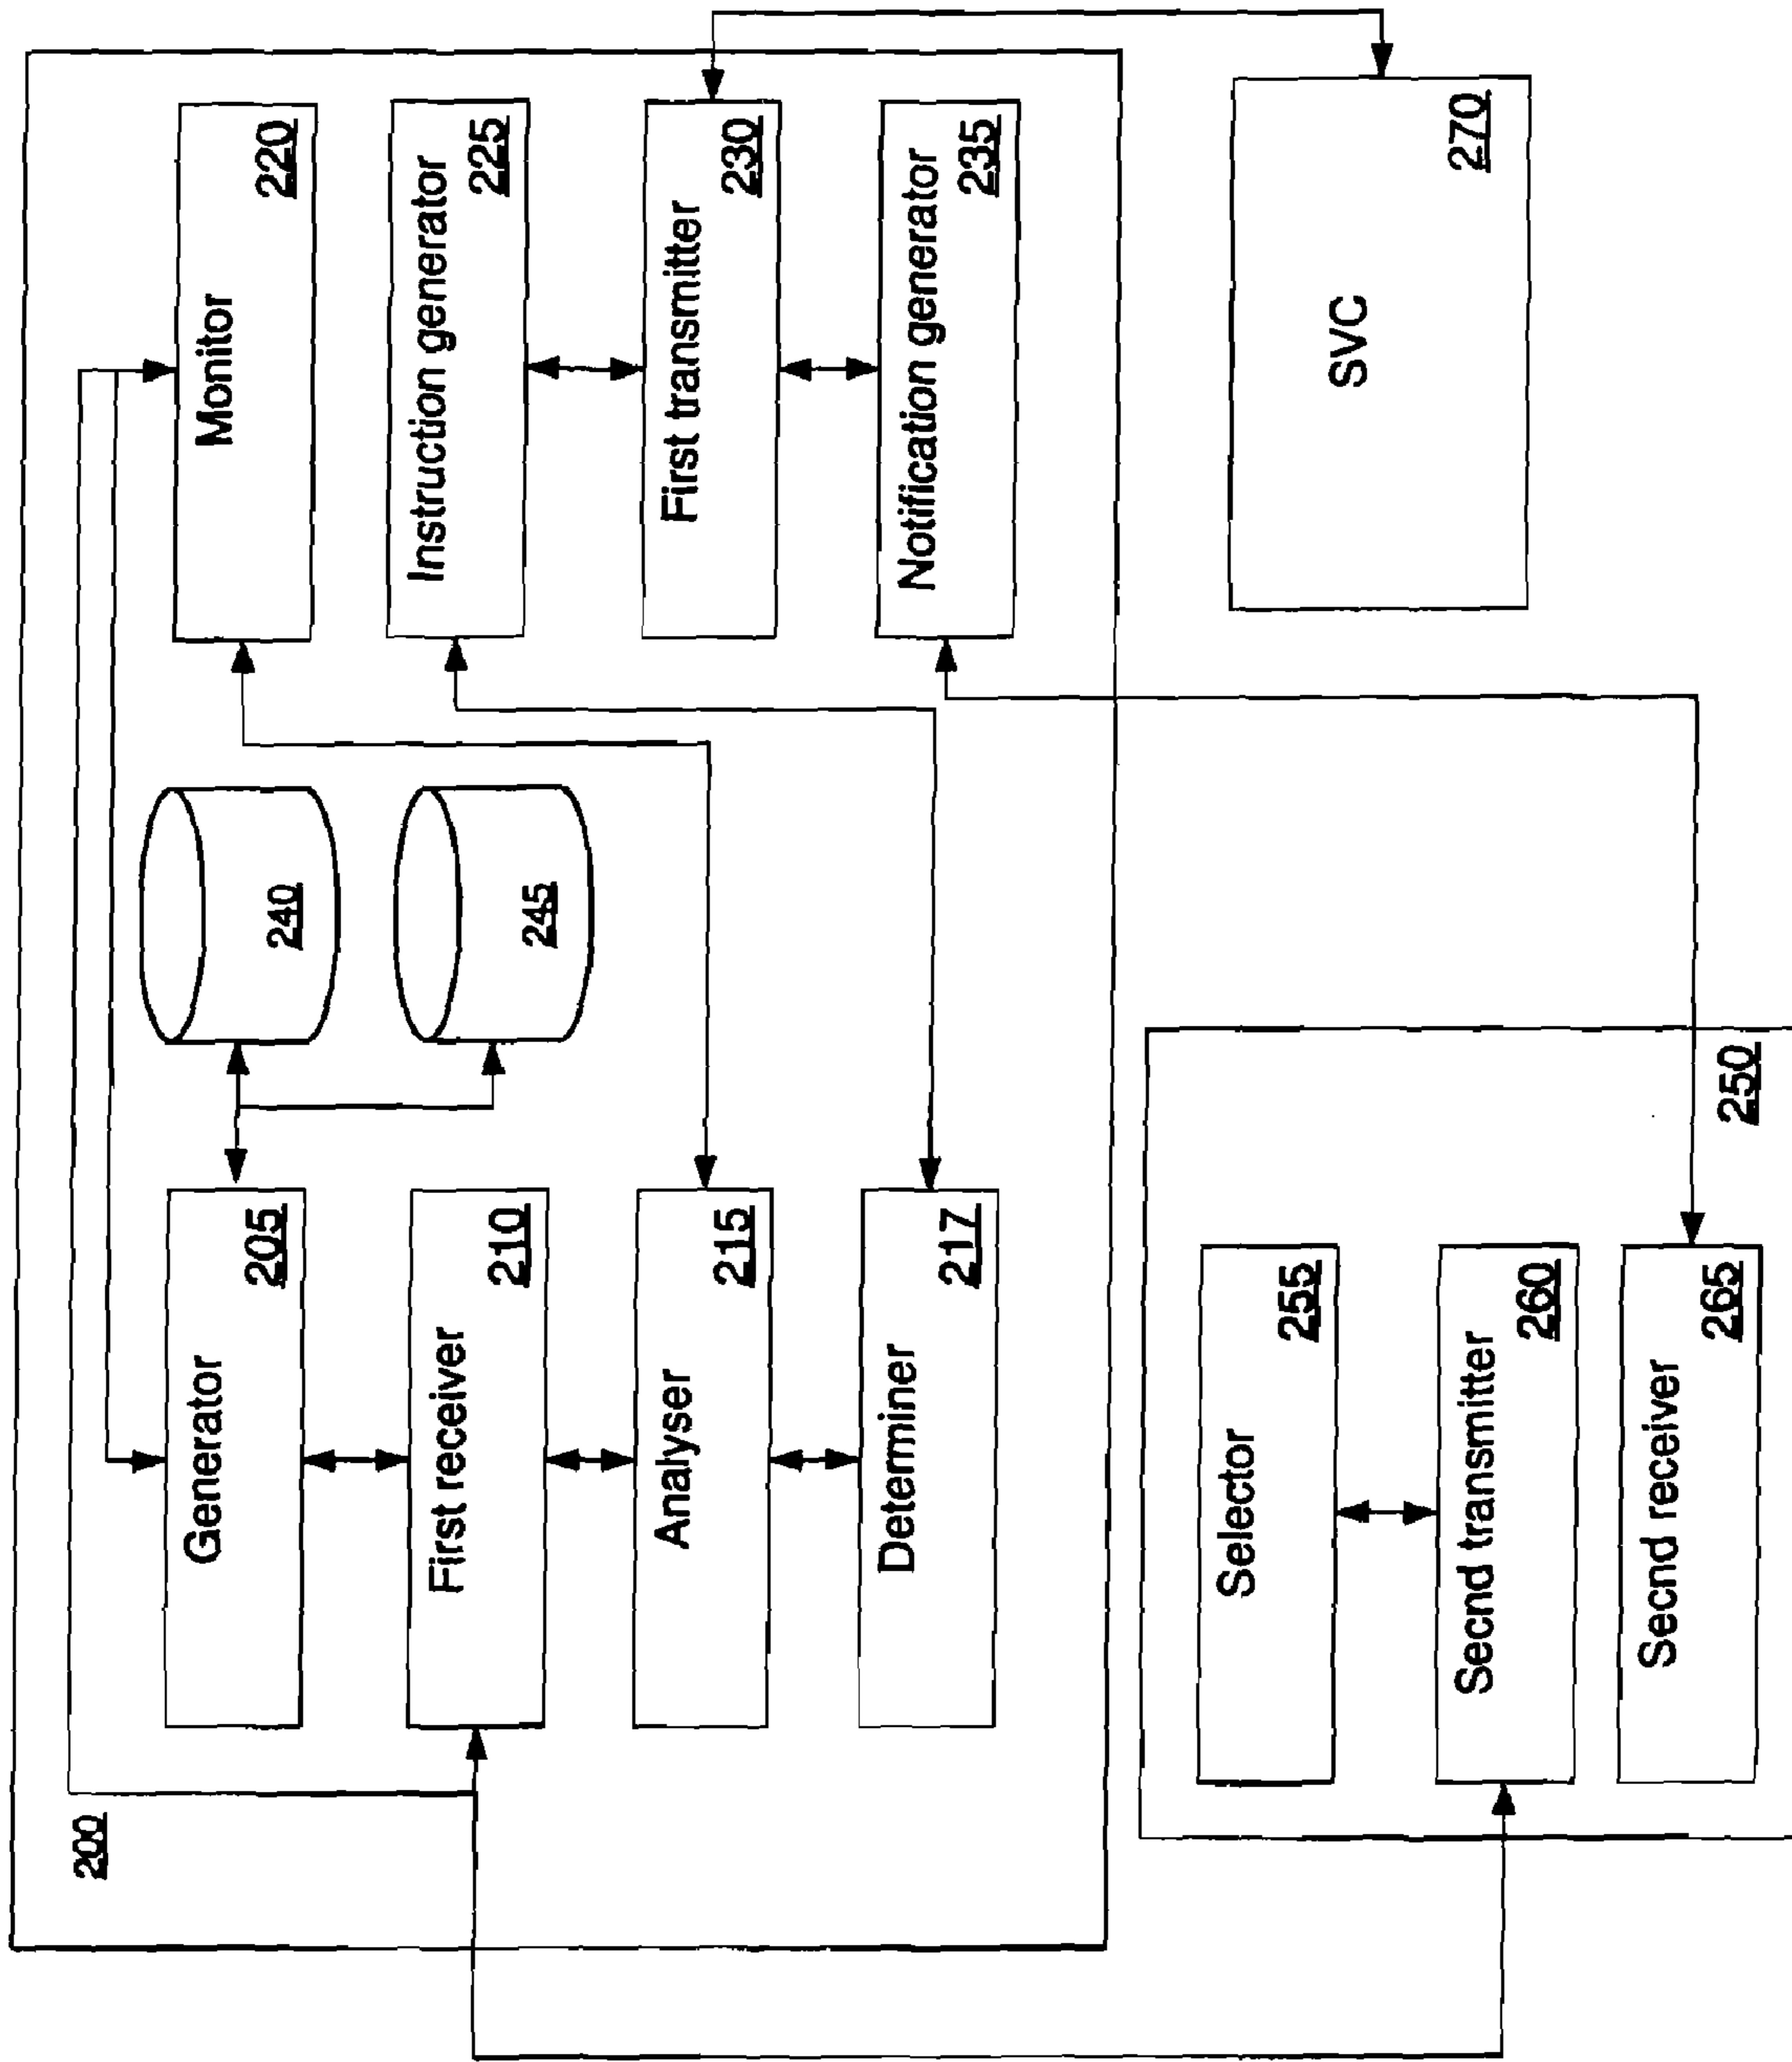 200
Generator
205
First receiver
210
Analyser
215
Determiner
217
240
245
Monitor
220
Instruction generator
225
First transmitter
230
Notification generator
235
Selector
255
Secnd transmitter
260
Secnd receiver
265
250
SVC
270